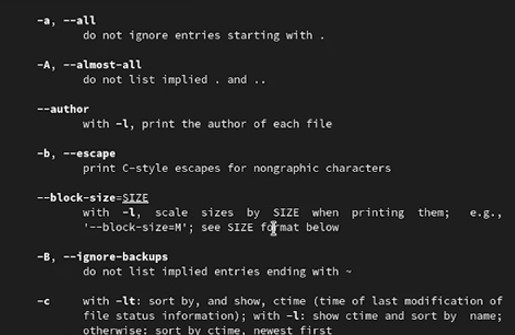 -a, --all
do not ignore entries starting with .
-A, --almost-all
do not list implied . and ..
--author
with -l, print the author of each file
-b, --escape
print C-style escapes for nongraphic characters
--block-size=SIZE
with -l, scale sizes by SIZE when printing them; e.g.,
'--block-size=M'; see SIZE format below
-B, --ignore-backups
do not list implied entries ending with ~
-c with -lt: sort by, and show, ctime (time of last modification of
file status information); with -l: show ctime and sort by name;
otherwise: sort by ctime, newest first